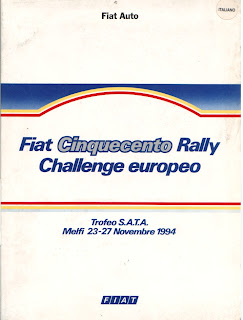 Fiat Auto
ITALIANO
Fiat Cinquecento Rally
Challenge europeo
Trofeo S.A.T.A.
Melfi 23-27 Novembre 1994
FIAT